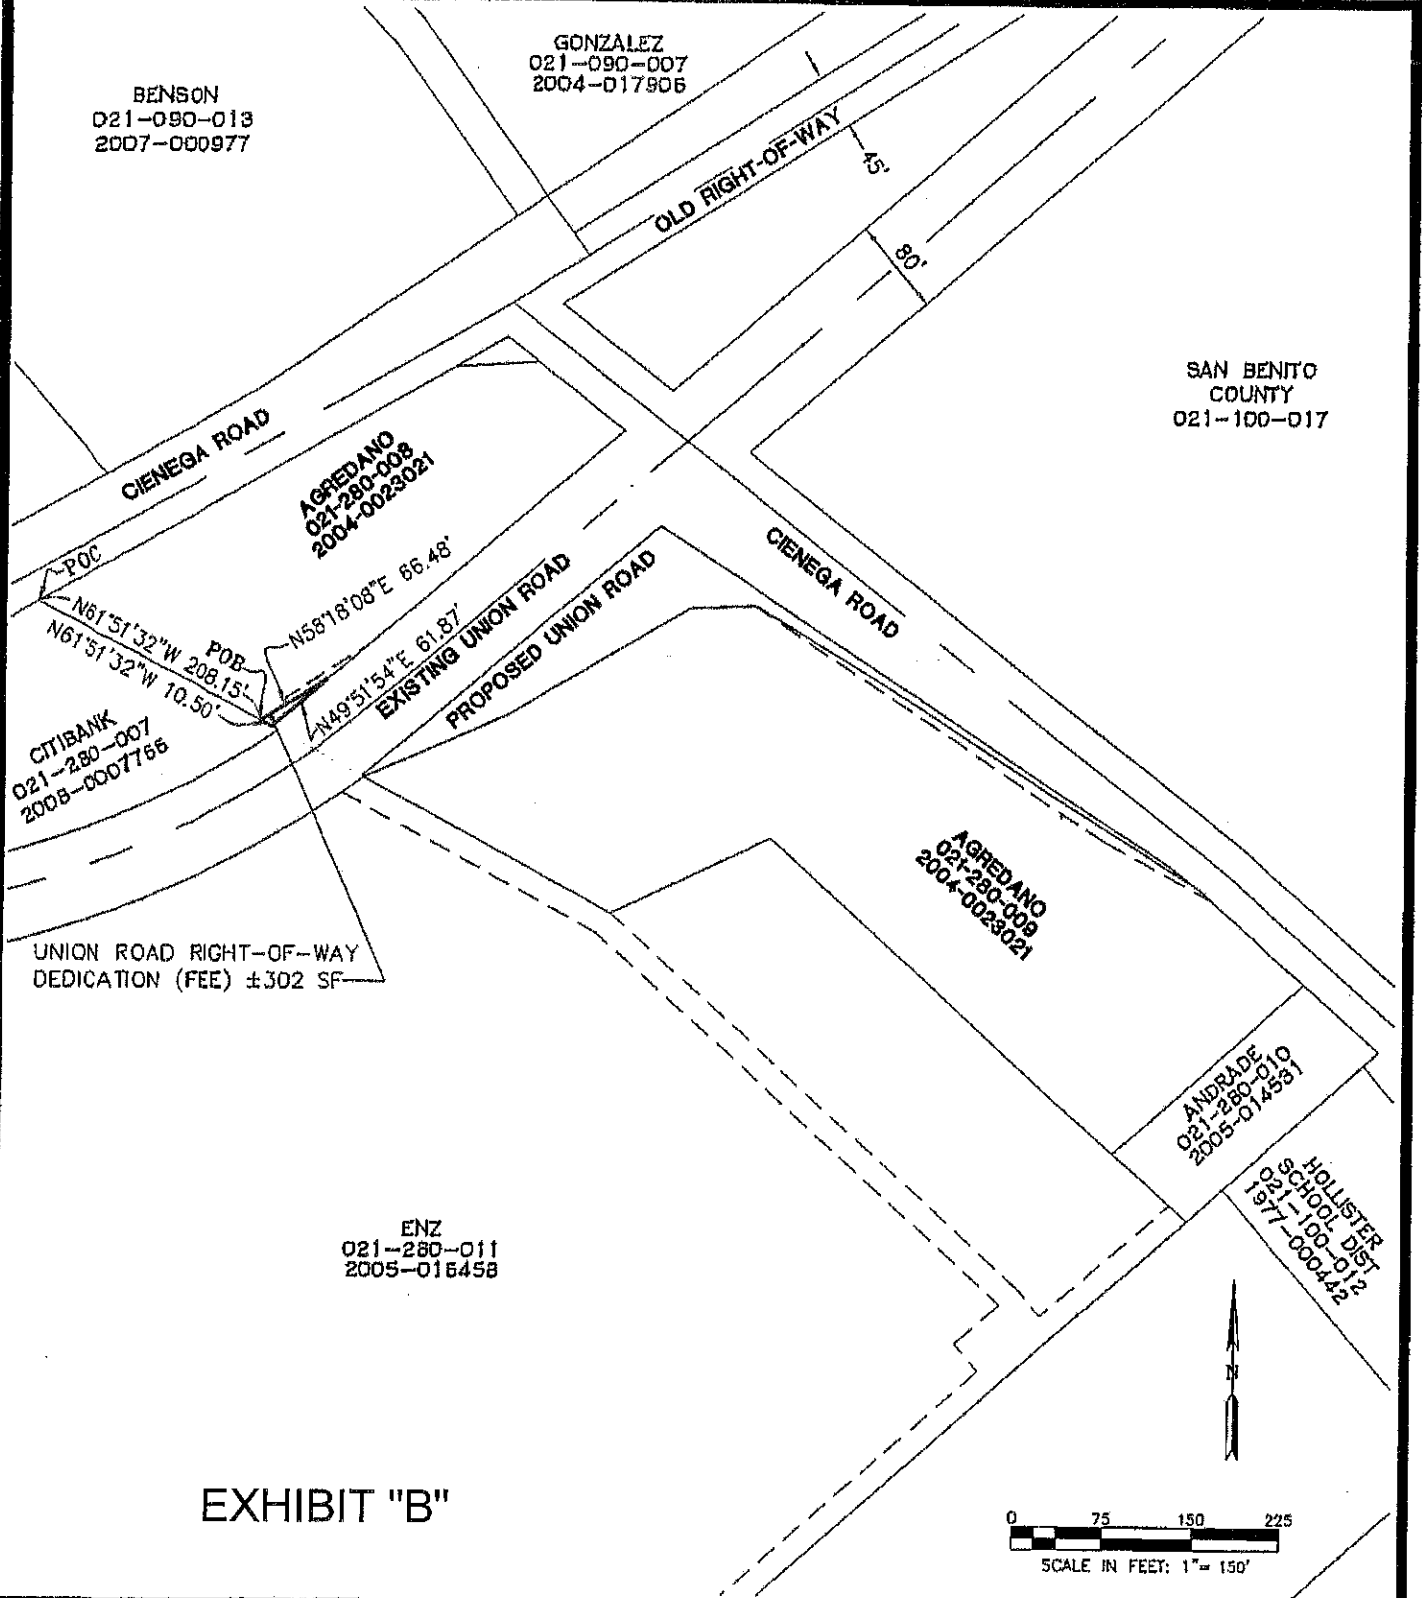 GONZALEZ
021-090-007
2004-017906
BENSON
021-090-013
2007-000977
OLD RIGHT-OF-WAY
45'
80'
SAN BENITO
COUNTY
021-100-017
CIENEGA ROAD
AGREDANO
021-280-008
2004-0023021
POC
N61°51'32"W 208.15'
N61°51'32"W 10.50'
POB
N58°18'08"E 66.48'
N49°51'54"E 61.87'
EXISTING UNION ROAD
PROPOSED UNION ROAD
CIENEGA ROAD
CITIBANK
021-280-007
2008-0007766
AGREDANO
021-280-009
2004-0023021
UNION ROAD RIGHT-OF-WAY
DEDICATION (FEE) ±302 SF
ANDRADE
021-280-010
2005-014531
HOLLISTER
SCHOOL DIST
021-100-012
1977-000442
ENZ
021-280-011
2005-016458
N
EXHIBIT "B"
0 75 150 225
SCALE IN FEET: 1"= 150'